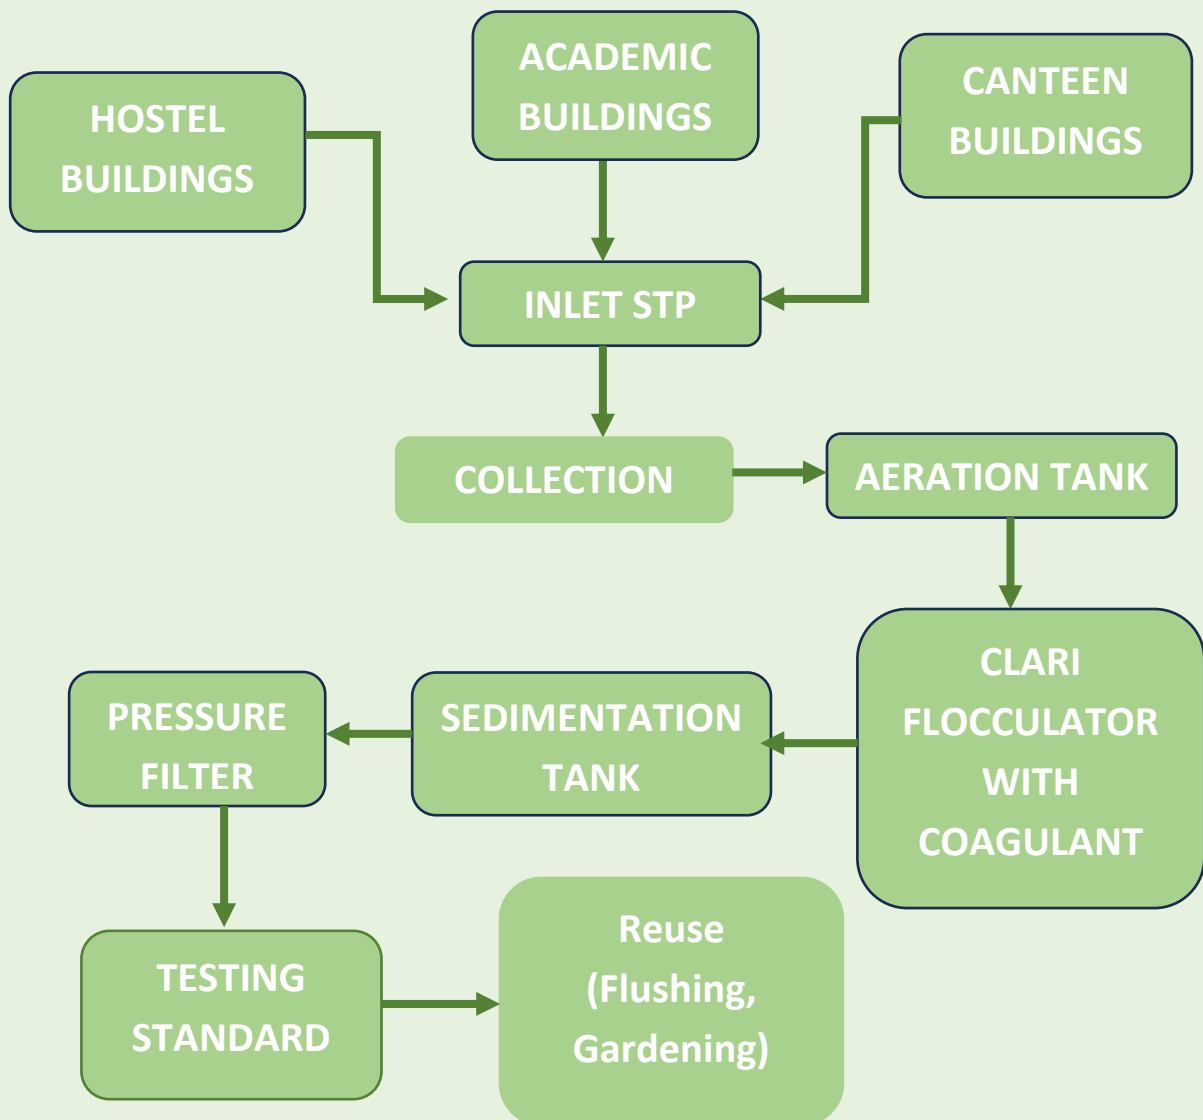 HOSTEL
BUILDINGS
ACADEMIC
BUILDINGS
CANTEEN
BUILDINGS
INLET STP
COLLECTION
AERATION TANK
CLARI
FLOCCULATOR
WITH
COAGULANT
SEDIMENTATION
TANK
PRESSURE
FILTER
TESTING
STANDARD
Reuse
(Flushing,
Gardening)